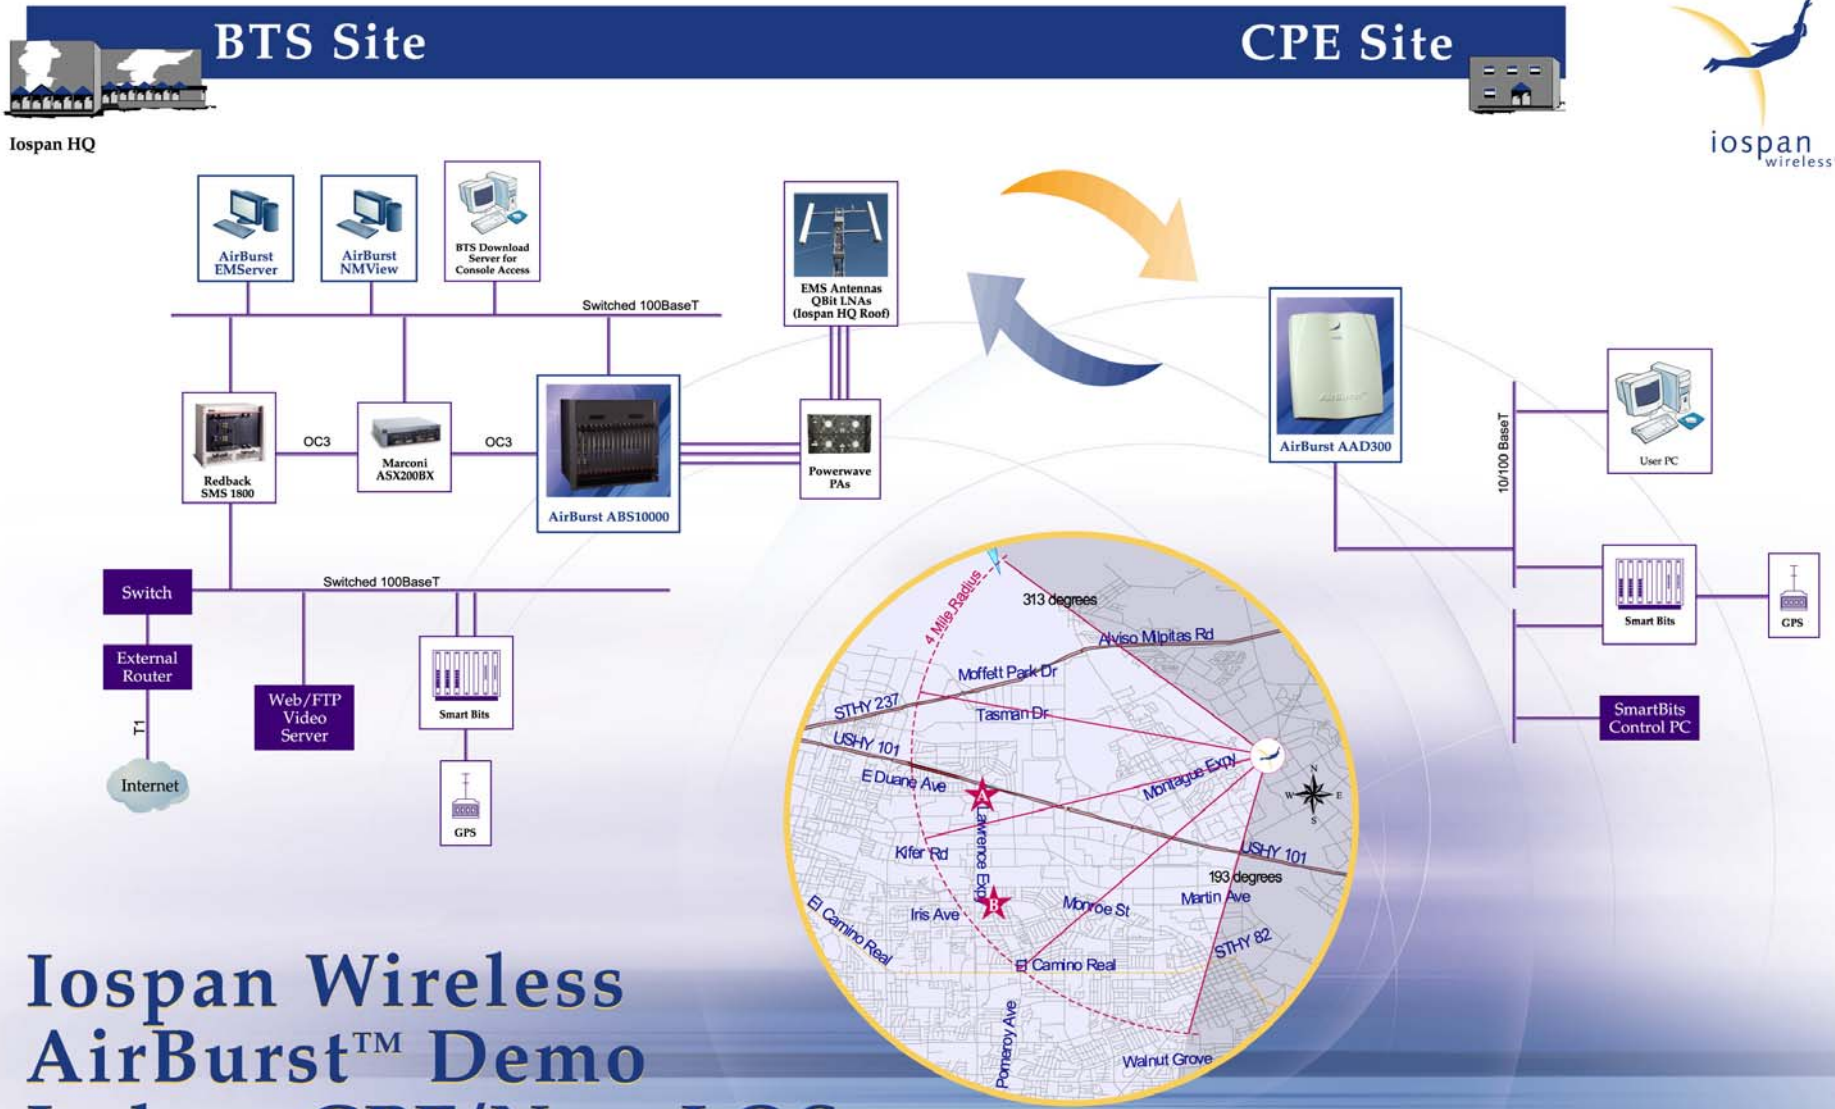 BTS Site
CPE Site
Iospan HQ
iospan
wireless
AirBurst
EMServer
AirBurst
NMView
BTS Download
Server for
Console Access
Switched 100BaseT
EMS Antennas
QBit LNAs
(Iospan HQ Roof)
Redback
SMS 1800
OC3
Marconi
ASX200BX
OC3
AirBurst ABS10000
Powerwave
PAs
AirBurst
AirBurst AAD300
10/100 BaseT
User PC
Smart Bits
GPS
SmartBits
Control PC
Switch
Switched 100BaseT
External
Router
T1
Internet
Web/FTP
Video
Server
Smart Bits
GPS
4 Mile Radius
313 degrees
Alviso Milpitas Rd
Moffett Park Dr
STHY 237
Tasman Dr
USHY 101
E Duane Ave
A
Montague Expy
N
W
E
S
Lawrence Expy
Kifer Rd
USHY 101
193 degrees
B
Iris Ave
Monroe St
Martin Ave
El Camino Real
STHY 82
El Camino Real
Pomeroy Ave
Walnut Grove
Iospan Wireless
AirBurst™ Demo